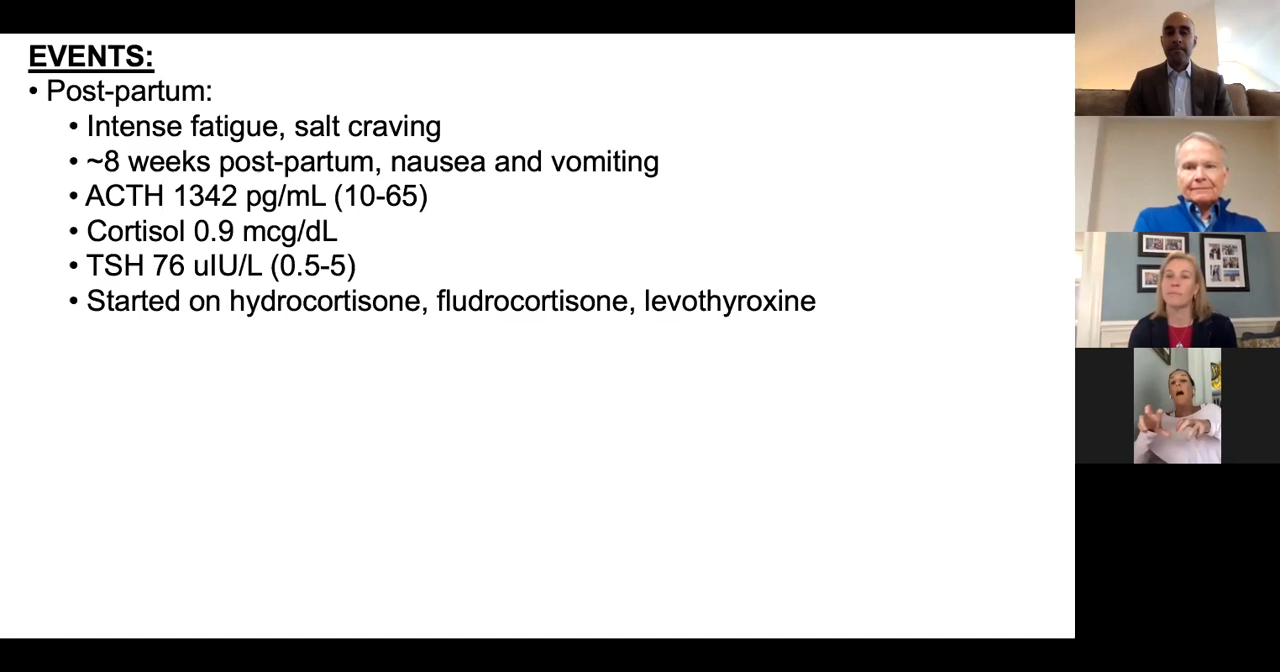 EVENTS:
• Post-partum:
• Intense fatigue, salt craving
• ~8 weeks post-partum, nausea and vomiting
• ACTH 1342 pg/mL (10-65)
• Cortisol 0.9 mcg/dL
• TSH 76 uIU/L (0.5-5)
• Started on hydrocortisone, fludrocortisone, levothyroxine